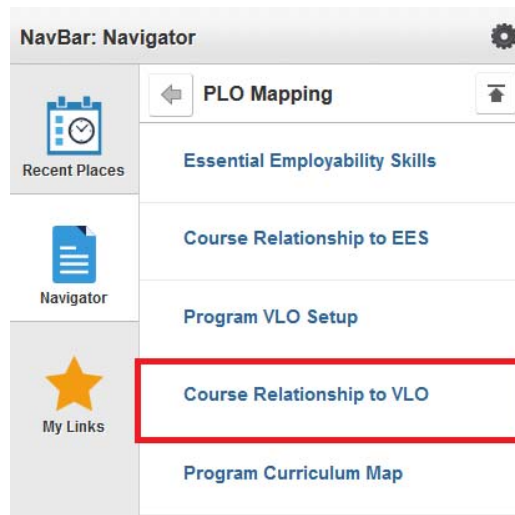 NavBar: Navigator
PLO Mapping
Recent Places
Essential Employability Skills
Course Relationship to EES
Navigator
Program VLO Setup
Course Relationship to VLO
My Links
Program Curriculum Map